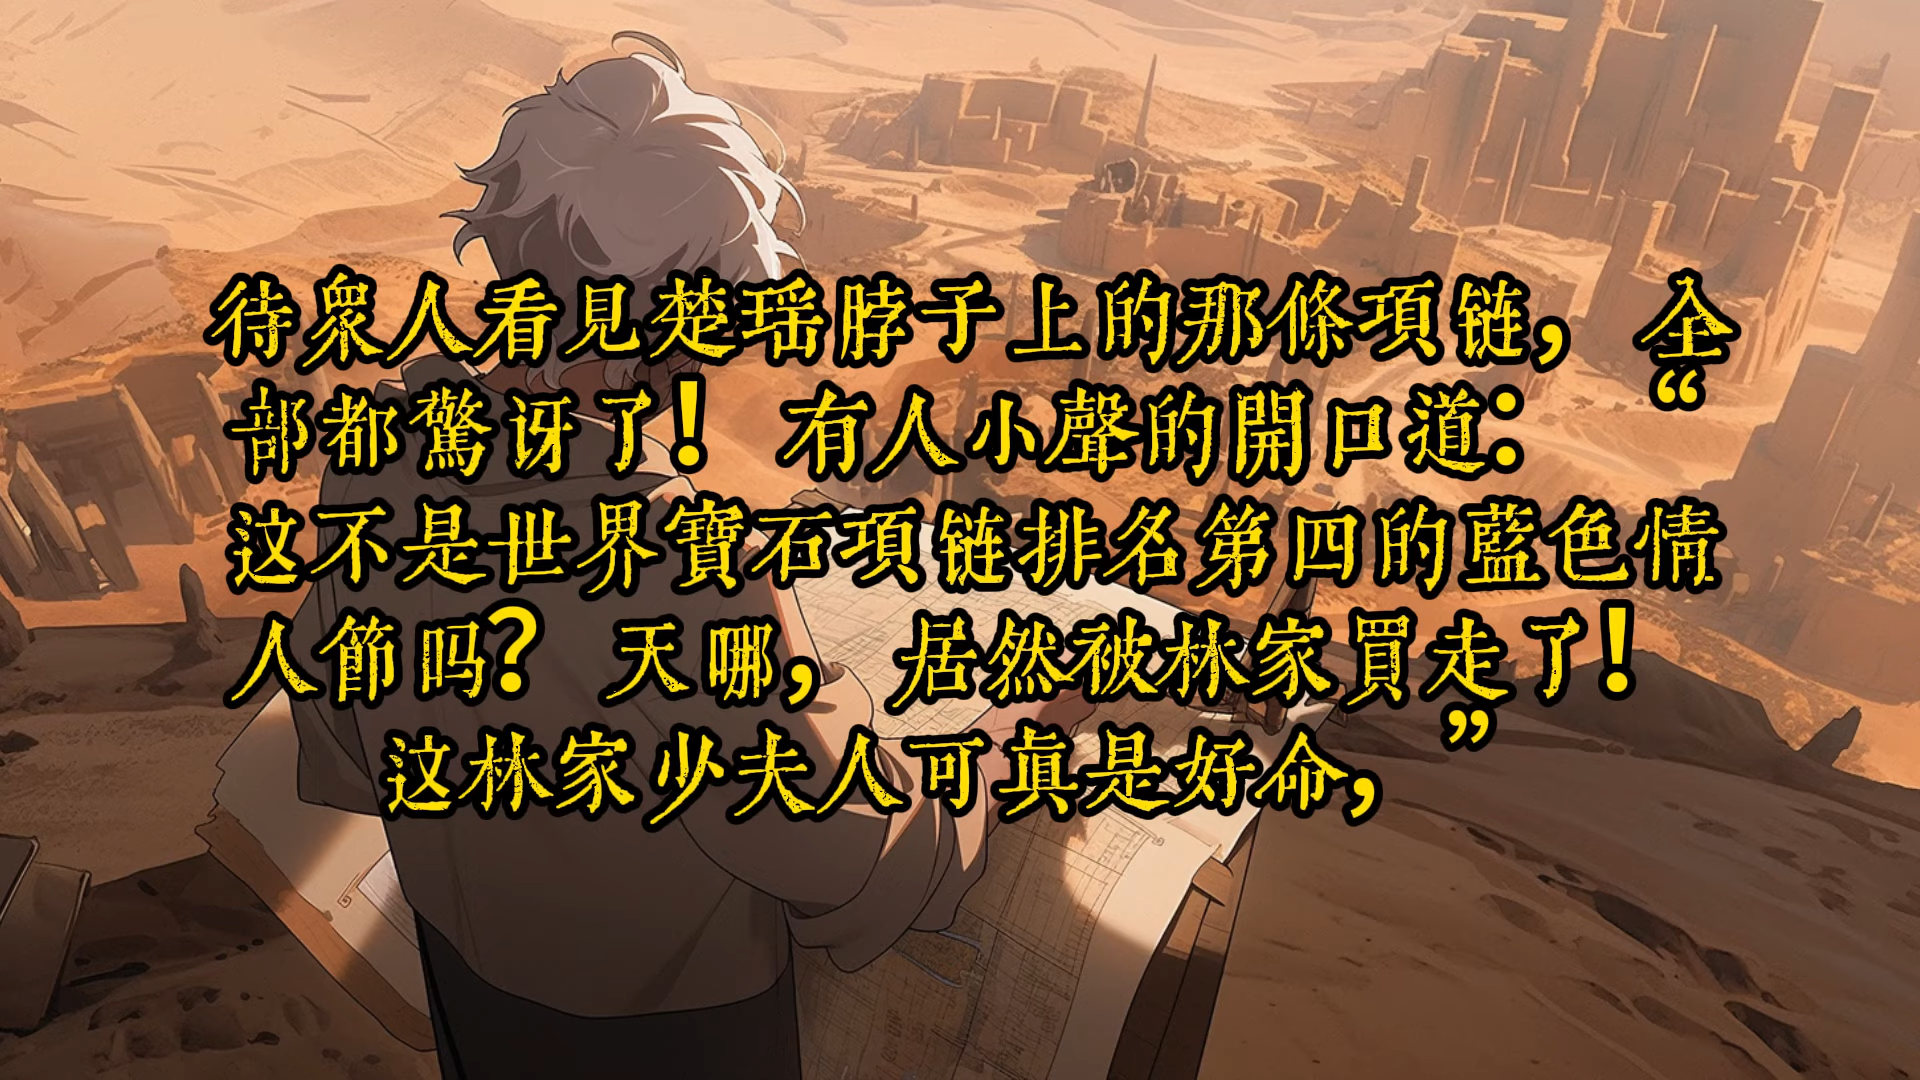 待眾人看見楚瑶脖子上的那條項链，全
部都驚讶了！有人小聲的開口道：“
这不是世界寶石項链排名第四的藍色情
人節吗？天哪，居然被林家買走了！
这林家少夫人可真是好命，”